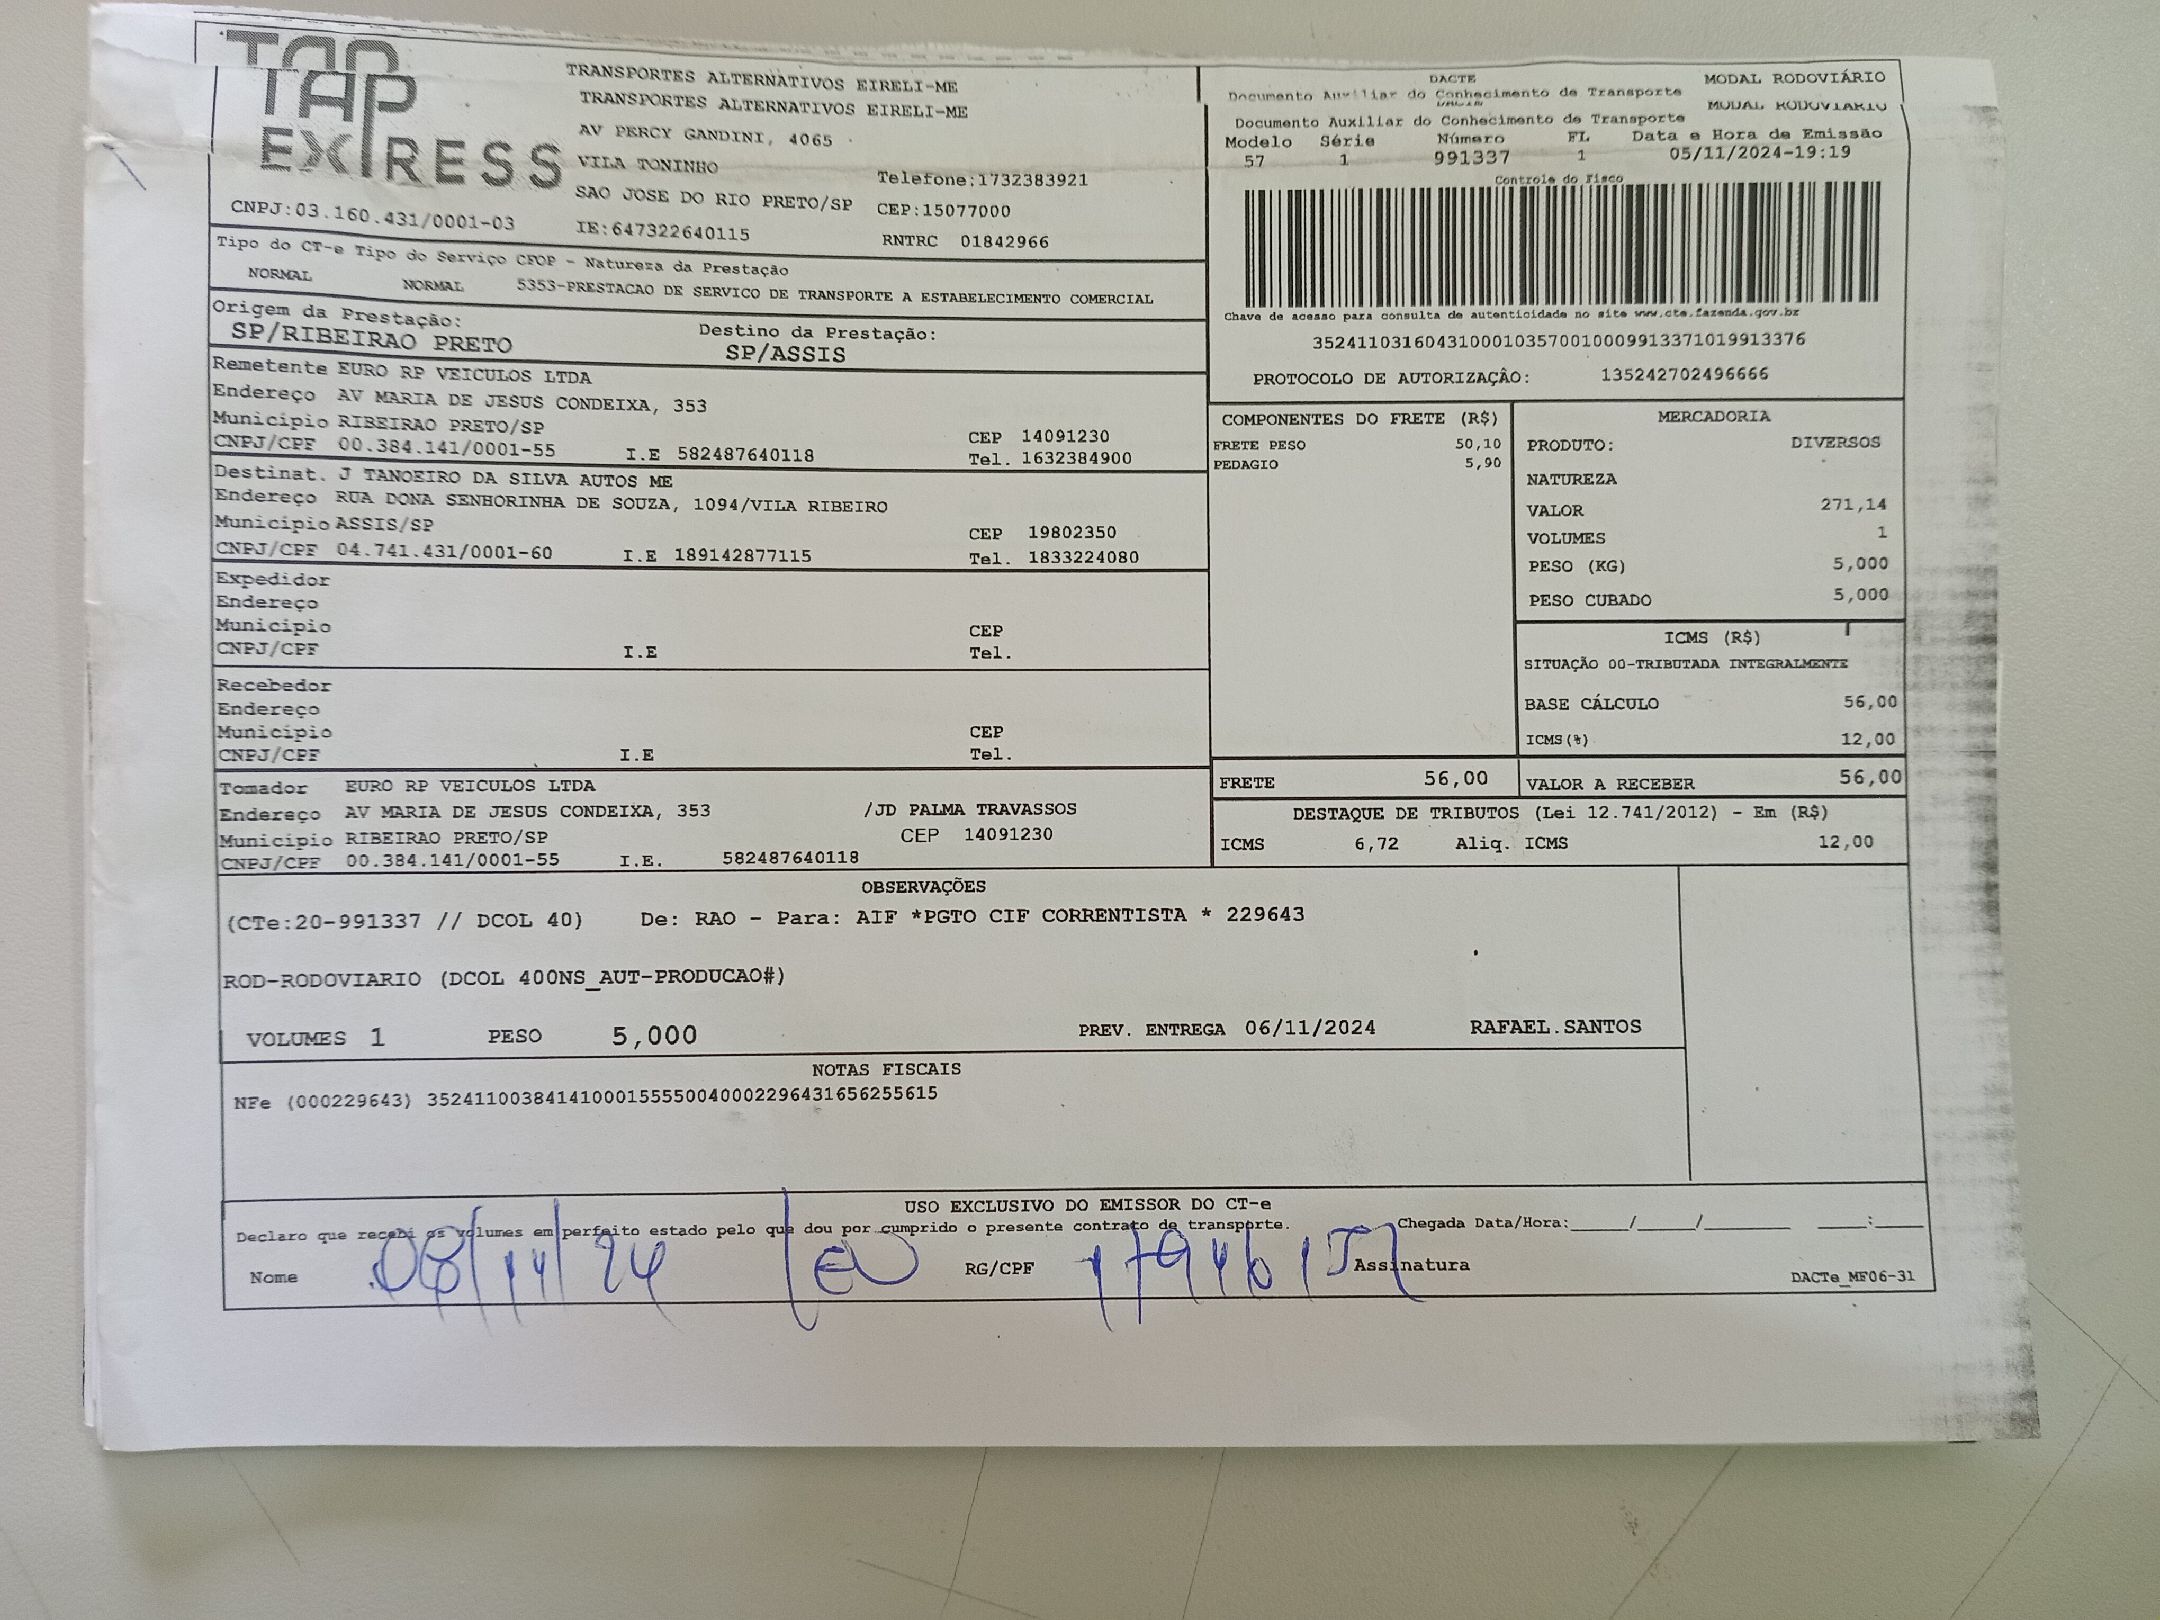 TAP
TAP
EXPRESS
TRANSPORTES ALTERNATIVOS EIRELI-ME
TRANSPORTES ALTERNATIVOS EIRELI-ME
AV PERCY GANDINI, 4065
VILA TONINHO
Telefone:1732383921
SAO JOSE DO RIO PRETO/SP CEP:15077000
CNPJ:03.160.431/0001-03 IE:647322640115 RNTRC 01842966
DACTE MODAL RODOVIÁRIO
Documento Auxiliar do Conhecimento de Transporte
DACTE MODAL RODOVIÁRIO
Documento Auxiliar do Conhecimento de Transporte
Modelo Série Número FL Data e Hora de Emissão
57 1 991337 1 05/11/2024-19:19
Controle do Fisco
Chave de acesso para consulta de autenticidade no site www.cte.fazenda.gov.br
35241103160431000103570010009913371019913376
PROTOCOLO DE AUTORIZAÇÃO: 135242702496666
Tipo do CT-e Tipo do Serviço CFOP - Natureza da Prestação
NORMAL NORMAL 5353-PRESTACAO DE SERVICO DE TRANSPORTE A ESTABELECIMENTO COMERCIAL
Origem da Prestação: Destino da Prestação:
SP/RIBEIRAO PRETO SP/ASSIS
Remetente EURO RP VEICULOS LTDA
Endereço AV MARIA DE JESUS CONDEIXA, 353
Município RIBEIRAO PRETO/SP CEP 14091230
CNPJ/CPF 00.384.141/0001-55 I.E 582487640118 Tel. 1632384900
Destinat. J TANOEIRO DA SILVA AUTOS ME
Endereço RUA DONA SENHORINHA DE SOUZA, 1094/VILA RIBEIRO
Município ASSIS/SP CEP 19802350
CNPJ/CPF 04.741.431/0001-60 I.E 189142877115 Tel. 1833224080
Expedidor
Endereço
Município CEP
CNPJ/CPF I.E Tel.
Recebedor
Endereço
Município CEP
CNPJ/CPF I.E Tel.
Tomador EURO RP VEICULOS LTDA
Endereço AV MARIA DE JESUS CONDEIXA, 353 /JD PALMA TRAVASSOS
Município RIBEIRAO PRETO/SP CEP 14091230
CNPJ/CPF 00.384.141/0001-55 I.E. 582487640118
COMPONENTES DO FRETE (R$)
FRETE PESO 50,10
PEDAGIO 5,90
MERCADORIA
PRODUTO: DIVERSOS
NATUREZA
VALOR 271,14
VOLUMES 1
PESO (KG) 5,000
PESO CUBADO 5,000
ICMS (R$)
SITUAÇÃO 00-TRIBUTADA INTEGRALMENTE
BASE CÁLCULO 56,00
ICMS(%) 12,00
FRETE 56,00 VALOR A RECEBER 56,00
DESTAQUE DE TRIBUTOS (Lei 12.741/2012) - Em (R$)
ICMS 6,72 Aliq. ICMS 12,00
OBSERVAÇÕES
(CTe:20-991337 // DCOL 40) De: RAO - Para: AIF *PGTO CIF CORRENTISTA * 229643
ROD-RODOVIARIO (DCOL 400NS_AUT-PRODUCAO#)
VOLUMES 1 PESO 5,000 PREV. ENTREGA 06/11/2024 RAFAEL.SANTOS
NOTAS FISCAIS
NFe (000229643) 35241100384141000155550040002296431656255615
USO EXCLUSIVO DO EMISSOR DO CT-e
Declaro que recebi os volumes em perfeito estado pelo que dou por cumprido o presente contrato de transporte. Chegada Data/Hora:_____/_____/_______ ____:____
Nome RG/CPF Assinatura
DACTe_MF06-31